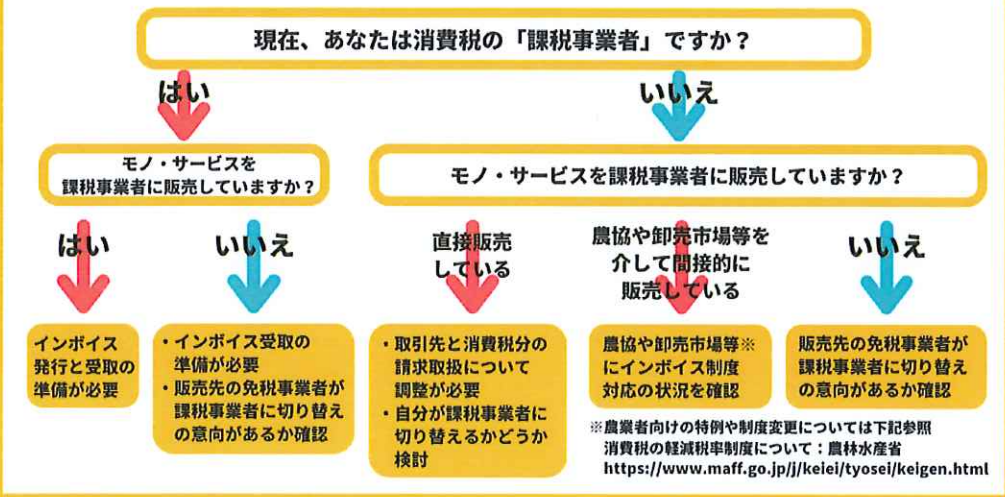 現在、あなたは消費税の「課税事業者」ですか？
はい
いいえ
モノ・サービスを
課税事業者に販売していますか？
モノ・サービスを課税事業者に販売していますか？
はい
いいえ
直接販売
している
農協や卸売市場等を
介して間接的に
販売している
いいえ
インボイス
発行と受取の
準備が必要
・インボイス受取の
準備が必要
・販売先の免税事業者が
課税事業者に切り替え
の意向があるか確認
・取引先と消費税分の
請求取扱について
調整が必要
・自分が課税事業者に
切り替えるかどうか
検討
農協や卸売市場等※
にインボイス制度
対応の状況を確認
販売先の免税事業者が
課税事業者に切り替え
の意向があるか確認
※農業者向けの特例や制度変更については下記参照
消費税の軽減税率制度について：農林水産省
https://www.maff.go.jp/j/keiei/tyosei/keigen.html